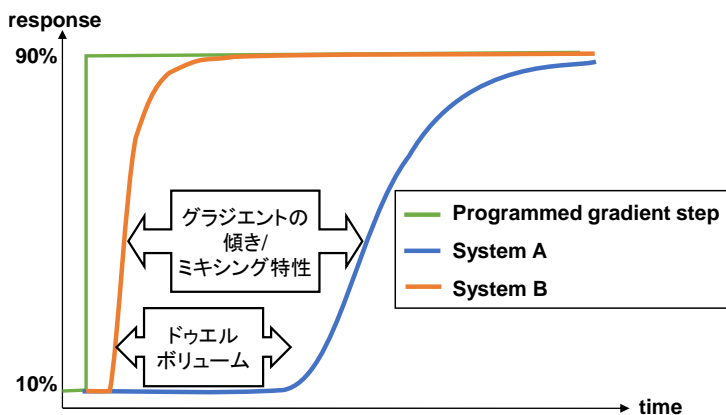 response
90%
グラジエントの
傾き/
ミキシング特性
Programmed gradient step
System A
System B
ドゥエル
ボリューム
10%
time